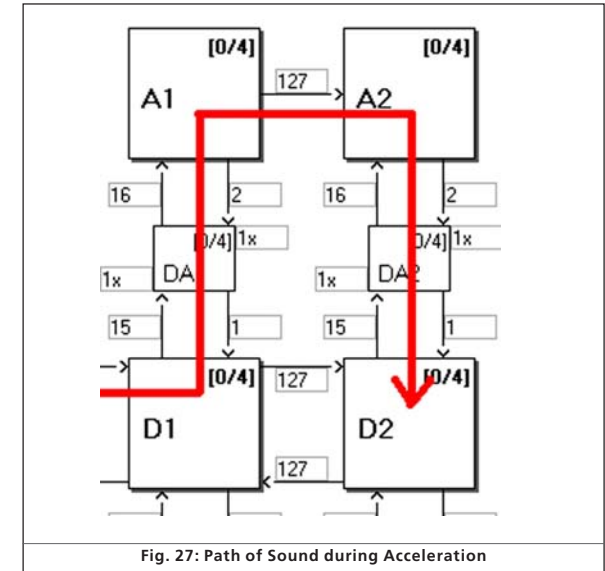 [0/4] [0/4]
127
A1 A2
16 2 16 2
[0/4] 1x [0/4] 1x
1x DA 1x DA2
15 1 15 1
[0/4] 127 [0/4]
D1 D2
127
Fig. 27: Path of Sound during Acceleration